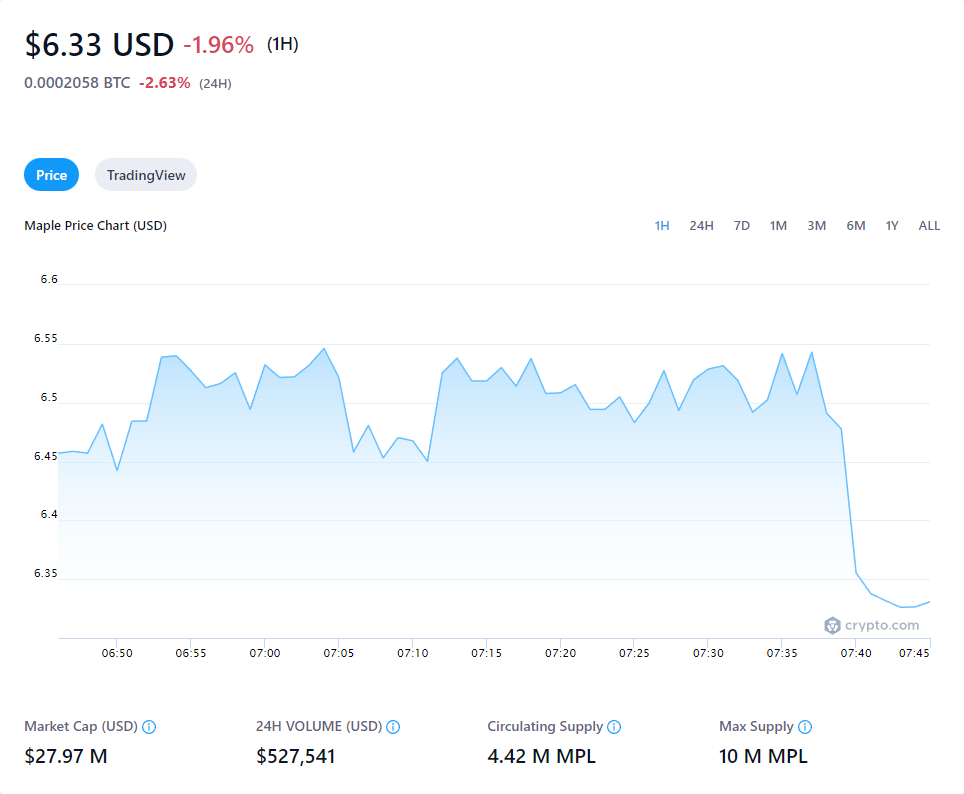 $6.33 USD -1.96% (1H)
0.0002058 BTC -2.63% (24H)
Price TradingView
Maple Price Chart (USD) 1H 24H 7D 1M 3M 6M 1Y ALL
6.6
6.55
6.5
6.45
6.4
6.35
crypto.com
06:50 06:55 07:00 07:05 07:10 07:15 07:20 07:25 07:30 07:35 07:40 07:45
Market Cap (USD) 24H VOLUME (USD) Circulating Supply Max Supply
$27.97 M $527,541 4.42 M MPL 10 M MPL